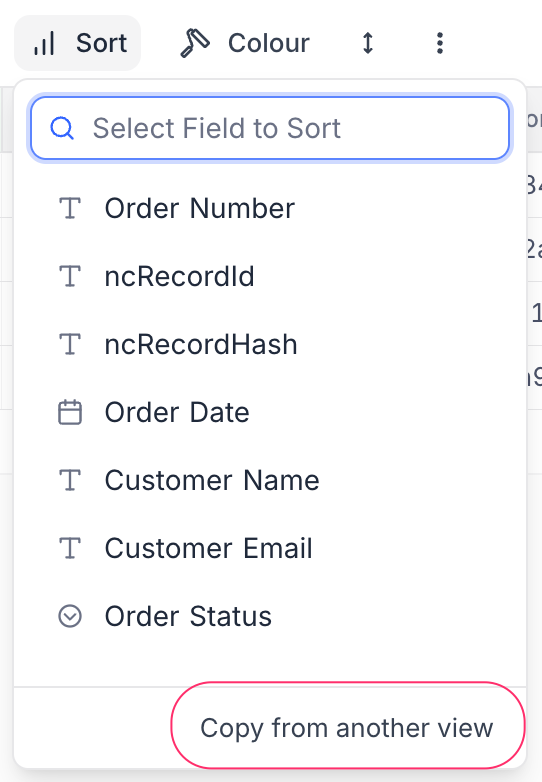 Sort Colour
Select Field to Sort
Order Number
ncRecordId
ncRecordHash
Order Date
Customer Name
Customer Email
Order Status
Copy from another view